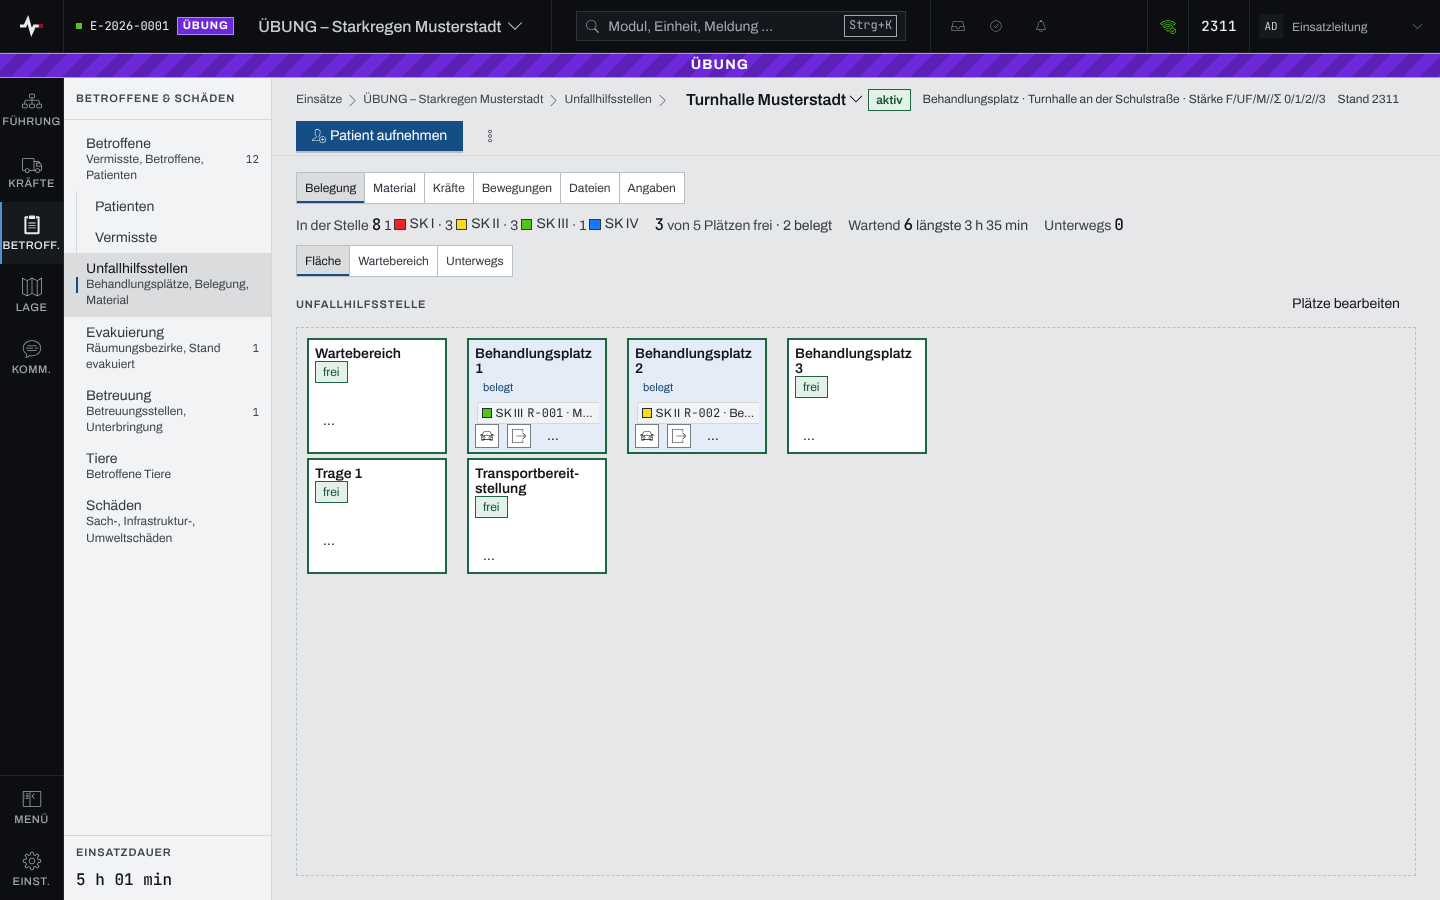 E-2026-0001 ÜBUNG ÜBUNG – Starkregen Musterstadt Modul, Einheit, Meldung ... Strg+K 2311 AD Einsatzleitung
ÜBUNG
FÜHRUNG
KRÄFTE
BETROFF.
LAGE
KOMM.
MENÜ
EINST.
BETROFFENE & SCHÄDEN
Betroffene
Vermisste, Betroffene, 12
Patienten
Patienten
Vermisste
Unfallhilfsstellen
Behandlungsplätze, Belegung,
Material
Evakuierung
Räumungsbezirke, Stand 1
evakuiert
Betreuung
Betreuungsstellen, 1
Unterbringung
Tiere
Betroffene Tiere
Schäden
Sach-, Infrastruktur-,
Umweltschäden
EINSATZDAUER
5 h 01 min
Einsätze ÜBUNG – Starkregen Musterstadt Unfallhilfsstellen Turnhalle Musterstadt aktiv Behandlungsplatz · Turnhalle an der Schulstraße · Stärke F/UF/M//Σ 0/1/2//3 Stand 2311
Patient aufnehmen
Belegung Material Kräfte Bewegungen Dateien Angaben
In der Stelle 8 1 SK I · 3 SK II · 3 SK III · 1 SK IV 3 von 5 Plätzen frei · 2 belegt Wartend 6 längste 3 h 35 min Unterwegs 0
Fläche Wartebereich Unterwegs
UNFALLHILFSSTELLE Plätze bearbeiten
Wartebereich
frei
...
Behandlungsplatz
1
belegt
SK III R-001 · M...
...
Behandlungsplatz
2
belegt
SK II R-002 · Be...
...
Behandlungsplatz
3
frei
...
Trage 1
frei
...
Transportbereit-
stellung
frei
...